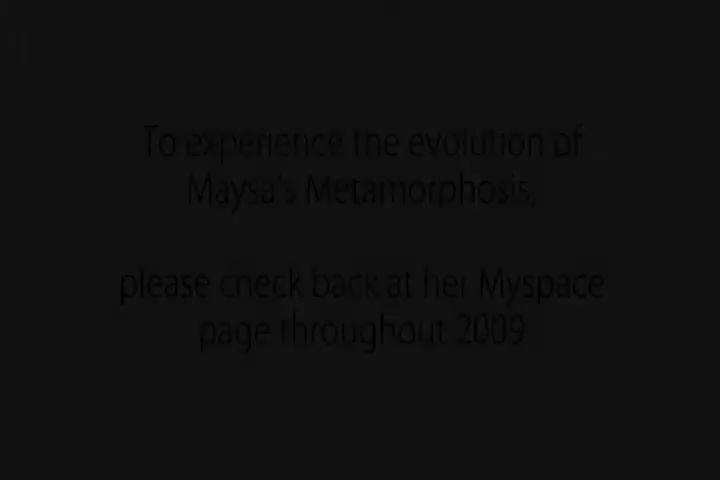 To experience the evolution of
Maysa's Metamorphosis,
please check back at her Myspace
page throughout 2009